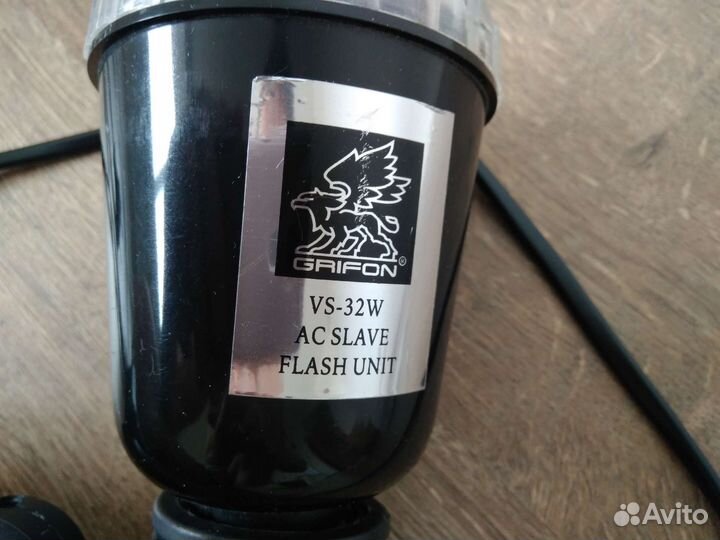 GRIFON®
VS-32W
AC SLAVE
FLASH UNIT
Avito